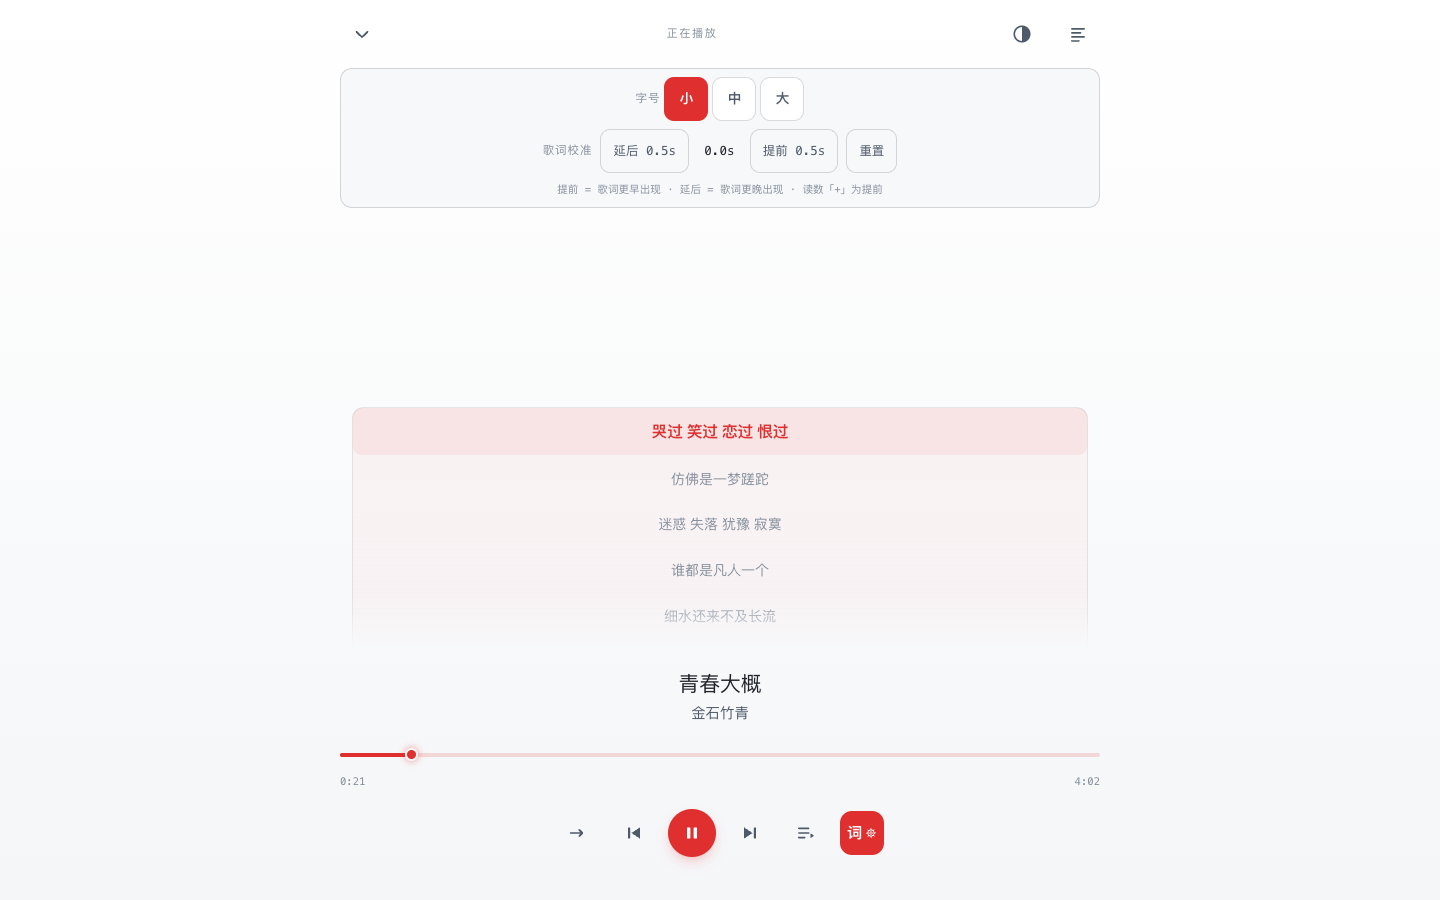 正在播放
字号 小 中 大
歌词校准 延后 0.5s 0.0s 提前 0.5s 重置
提前 = 歌词更早出现 · 延后 = 歌词更晚出现 · 读数「+」为提前
哭过 笑过 恋过 恨过
仿佛是一梦蹉跎
迷惑 失落 犹豫 寂寞
谁都是凡人一个
细水还来不及长流
青春大概
金石竹青
0:21 4:02
词